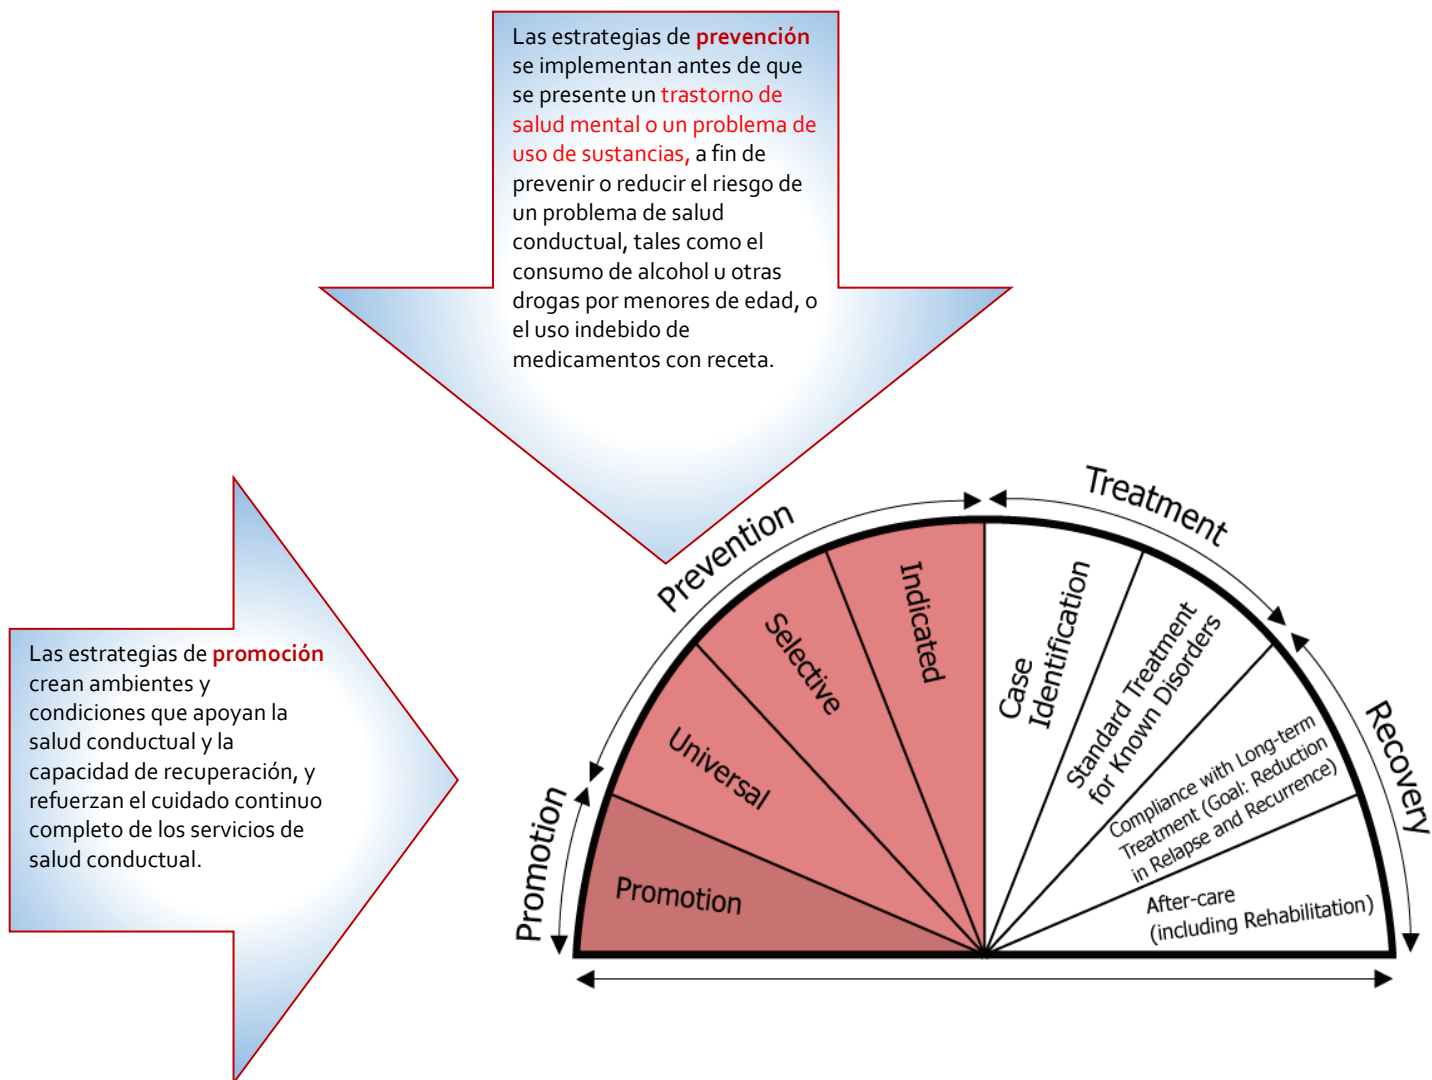 Las estrategias de prevención
se implementan antes de que
se presente un trastorno de
salud mental o un problema de
uso de sustancias, a fin de
prevenir o reducir el riesgo de
un problema de salud
conductual, tales como el
consumo de alcohol u otras
drogas por menores de edad, o
el uso indebido de
medicamentos con receta.
Las estrategias de promoción
crean ambientes y
condiciones que apoyan la
salud conductual y la
capacidad de recuperación, y
refuerzan el cuidado continuo
completo de los servicios de
salud conductual.
Promotion
Prevention
Treatment
Recovery
Promotion
Universal
Selective
Indicated
Case
Identification
Standard Treatment
for Known Disorders
Compliance with Long-term
Treatment (Goal: Reduction
in Relapse and Recurrence)
After-care
(including Rehabilitation)